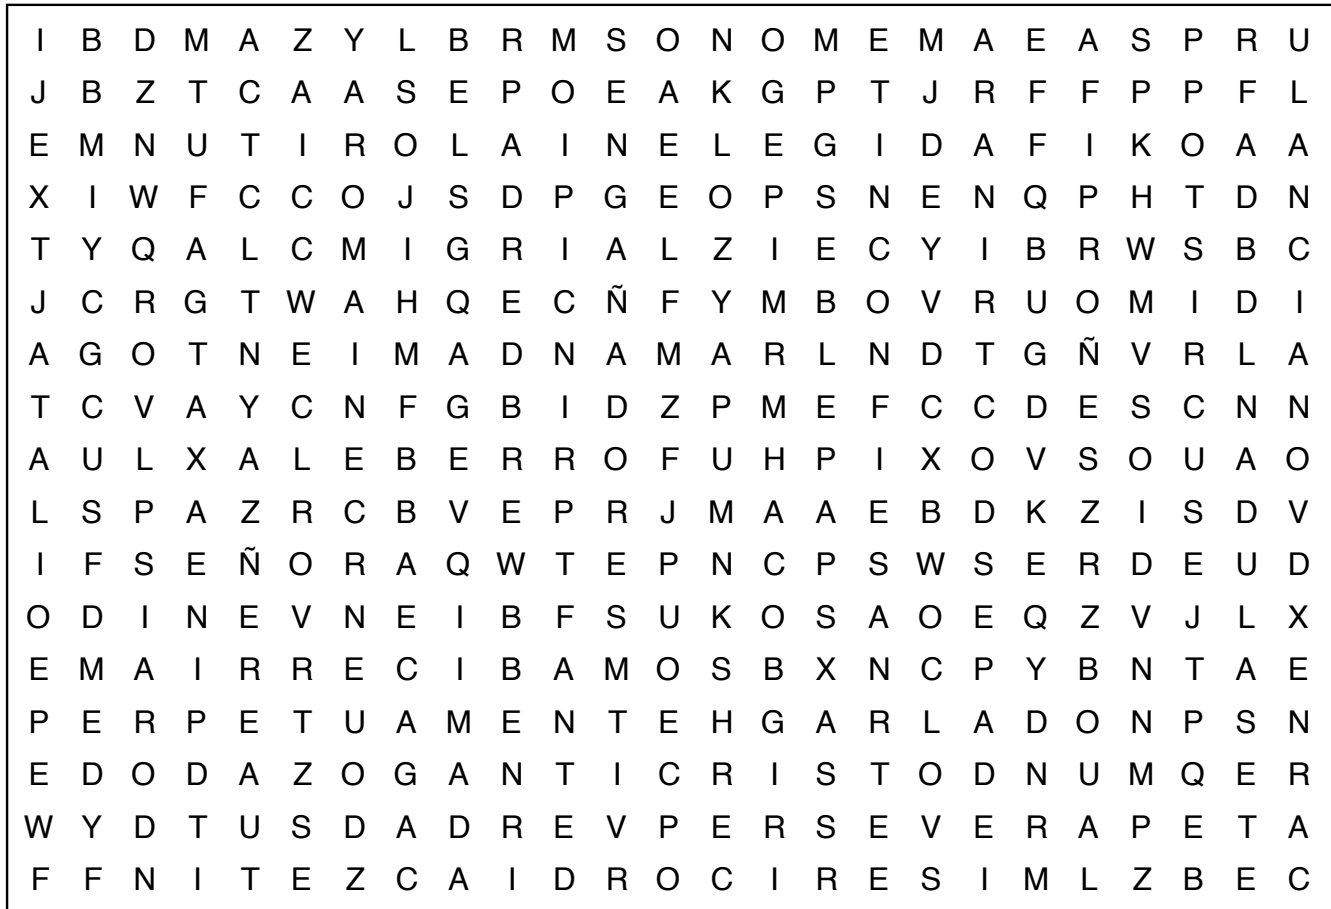 I B D M A Z Y L B R M S O N O M E M A E A S P R U
J B Z T C A A S E P O E A K G P T J R F F P P F L
E M N U T I R O L A I N E L E G I D A F I K O A A
X I W F C C O J S D P G E O P S N E N Q P H T D N
T Y Q A L C M I G R I A L Z I E C Y I B R W S B C
J C R G T W A H Q E C Ñ F Y M B O V R U O M I D I
A G O T N E I M A D N A M A R L N D T G Ñ V R L A
T C V A Y C N F G B I D Z P M E F C C D E S C N N
A U L X A L E B E R R O F U H P I X O V S O U A O
L S P A Z R C B V E P R J M A A E B D K Z I S D V
I F S E Ñ O R A Q W T E P N C P S W S E R D E U D
O D I N E V N E I B F S U K O S A O E Q Z V J L X
E M A I R R E C I B A M O S B X N C P Y B N T A E
P E R P E T U A M E N T E H G A R L A D O N P S N
E D O D A Z O G A N T I C R I S T O D N U M Q E R
W Y D T U S D A D R E V P E R S E V E R A P E T A
F F N I T E Z C A I D R O C I R E S I M L Z B E C